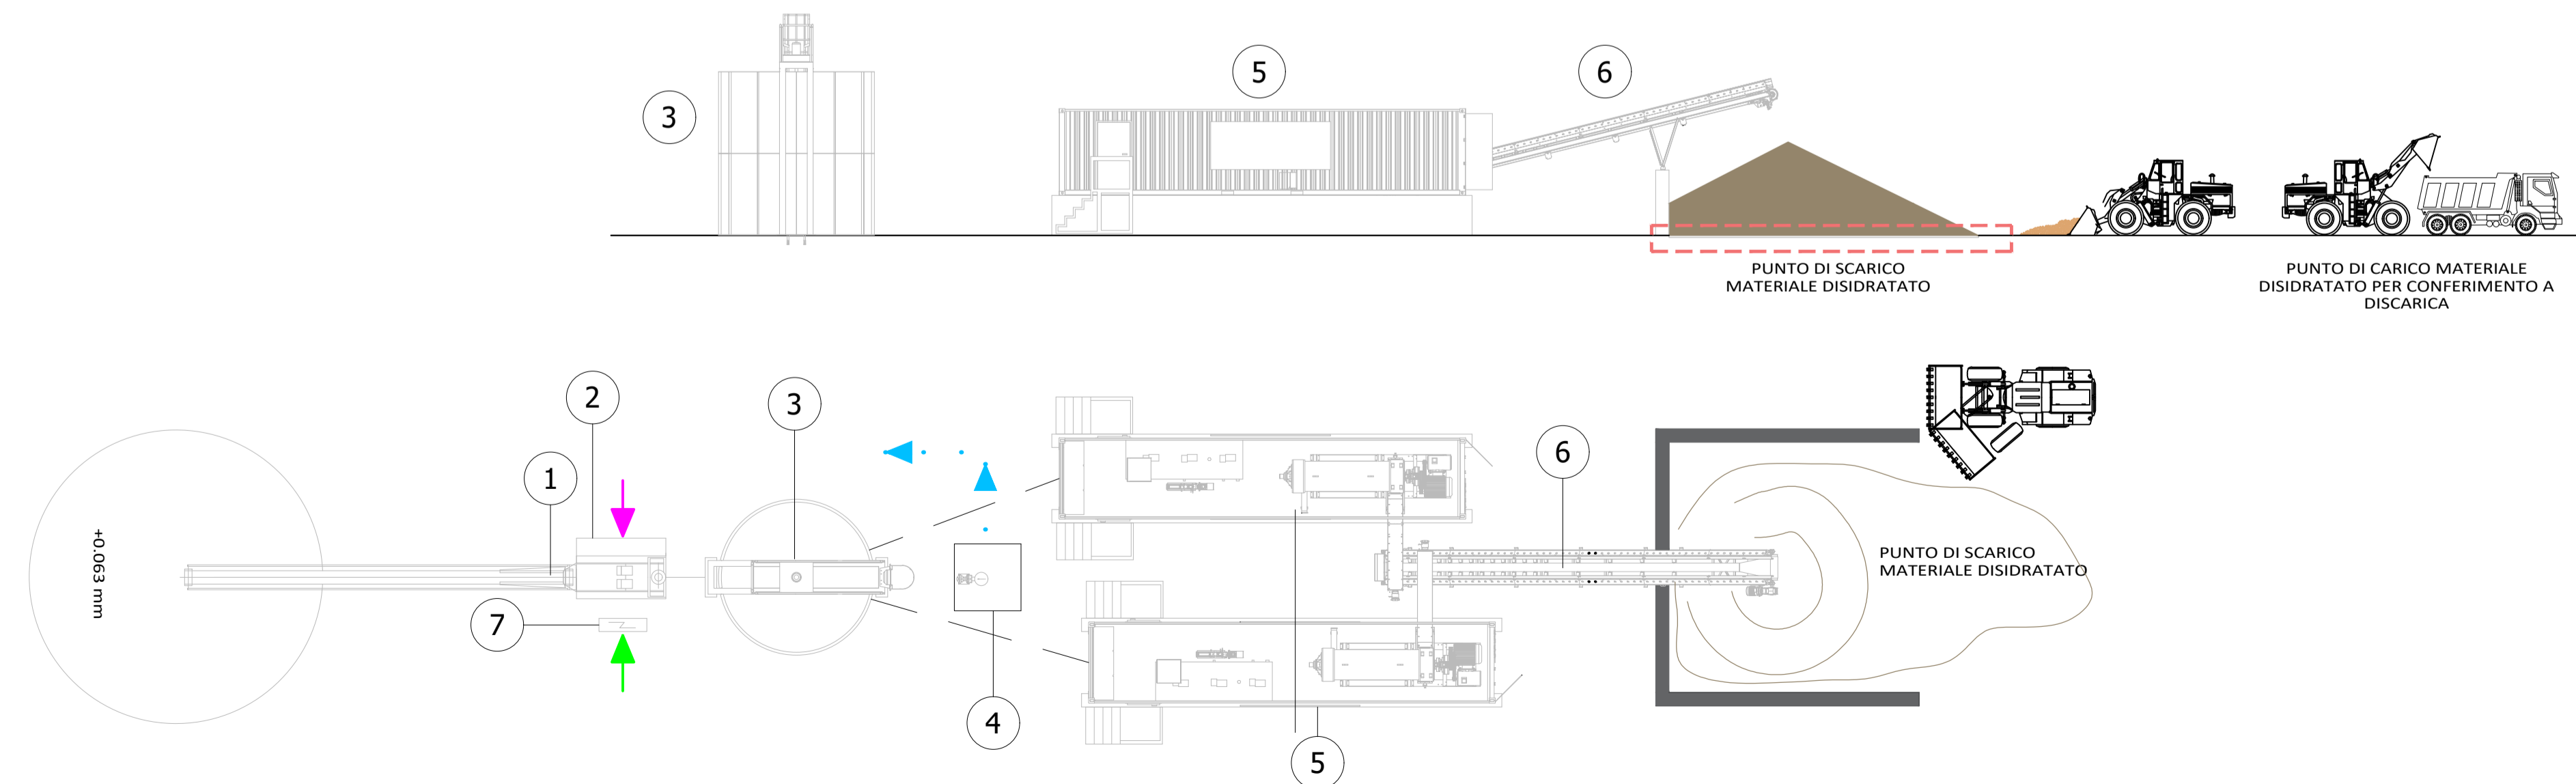 3
5
6
PUNTO DI SCARICO
MATERIALE DISIDRATATO
PUNTO DI CARICO MATERIALE
DISIDRATATO PER CONFERIMENTO A
DISCARICA
2
3
1
6
+0.063 mm
PUNTO DI SCARICO
MATERIALE DISIDRATATO
7
4
5